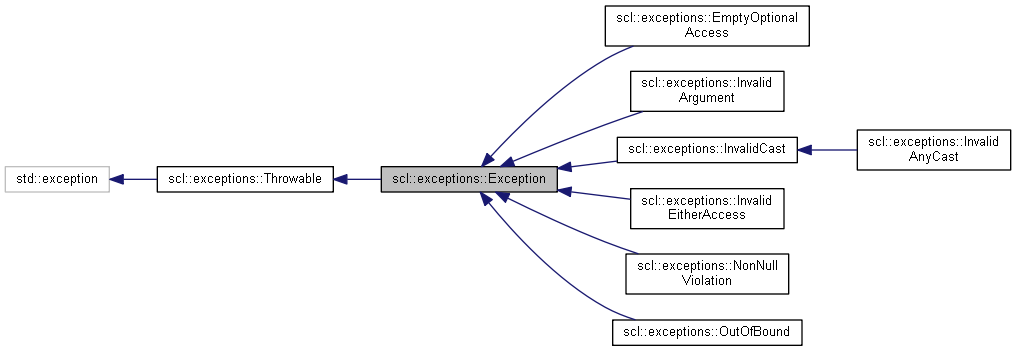 scl::exceptions::EmptyOptional
Access
scl::exceptions::Invalid
Argument
scl::exceptions::InvalidCast
scl::exceptions::Invalid
AnyCast
std::exception
scl::exceptions::Throwable
scl::exceptions::Exception
scl::exceptions::Invalid
EitherAccess
scl::exceptions::NonNull
Violation
scl::exceptions::OutOfBound